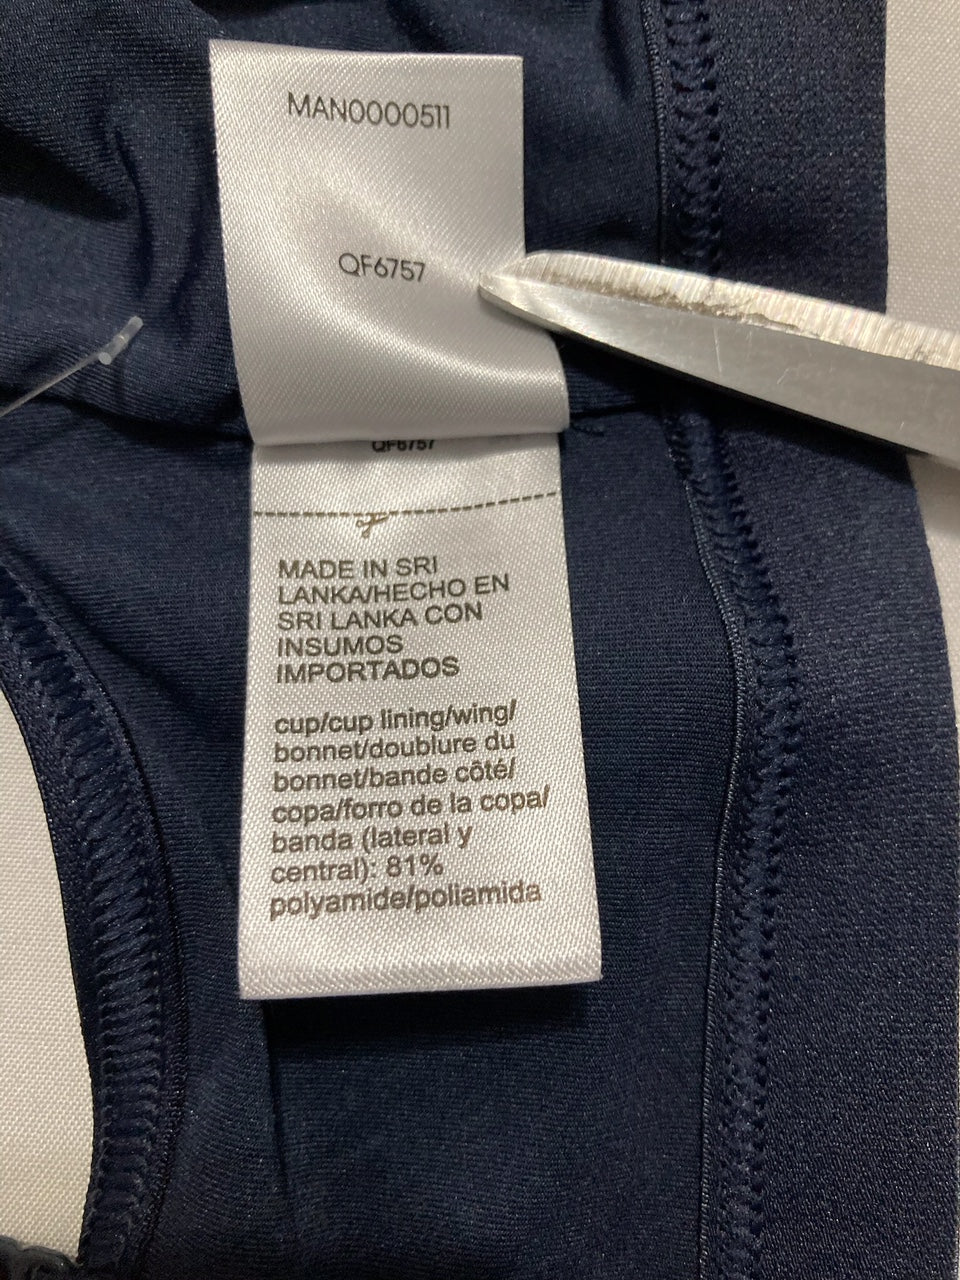 MAN0000511
QF6757
QF6757
MADE IN SRI
LANKA/HECHO EN
SRI LANKA CON
INSUMOS
IMPORTADOS
cup/cup lining/wing/
bonnet/doublure du
bonnet/bande côté/
copa/forro de la copa/
banda (lateral y
central): 81%
polyamide/poliamida